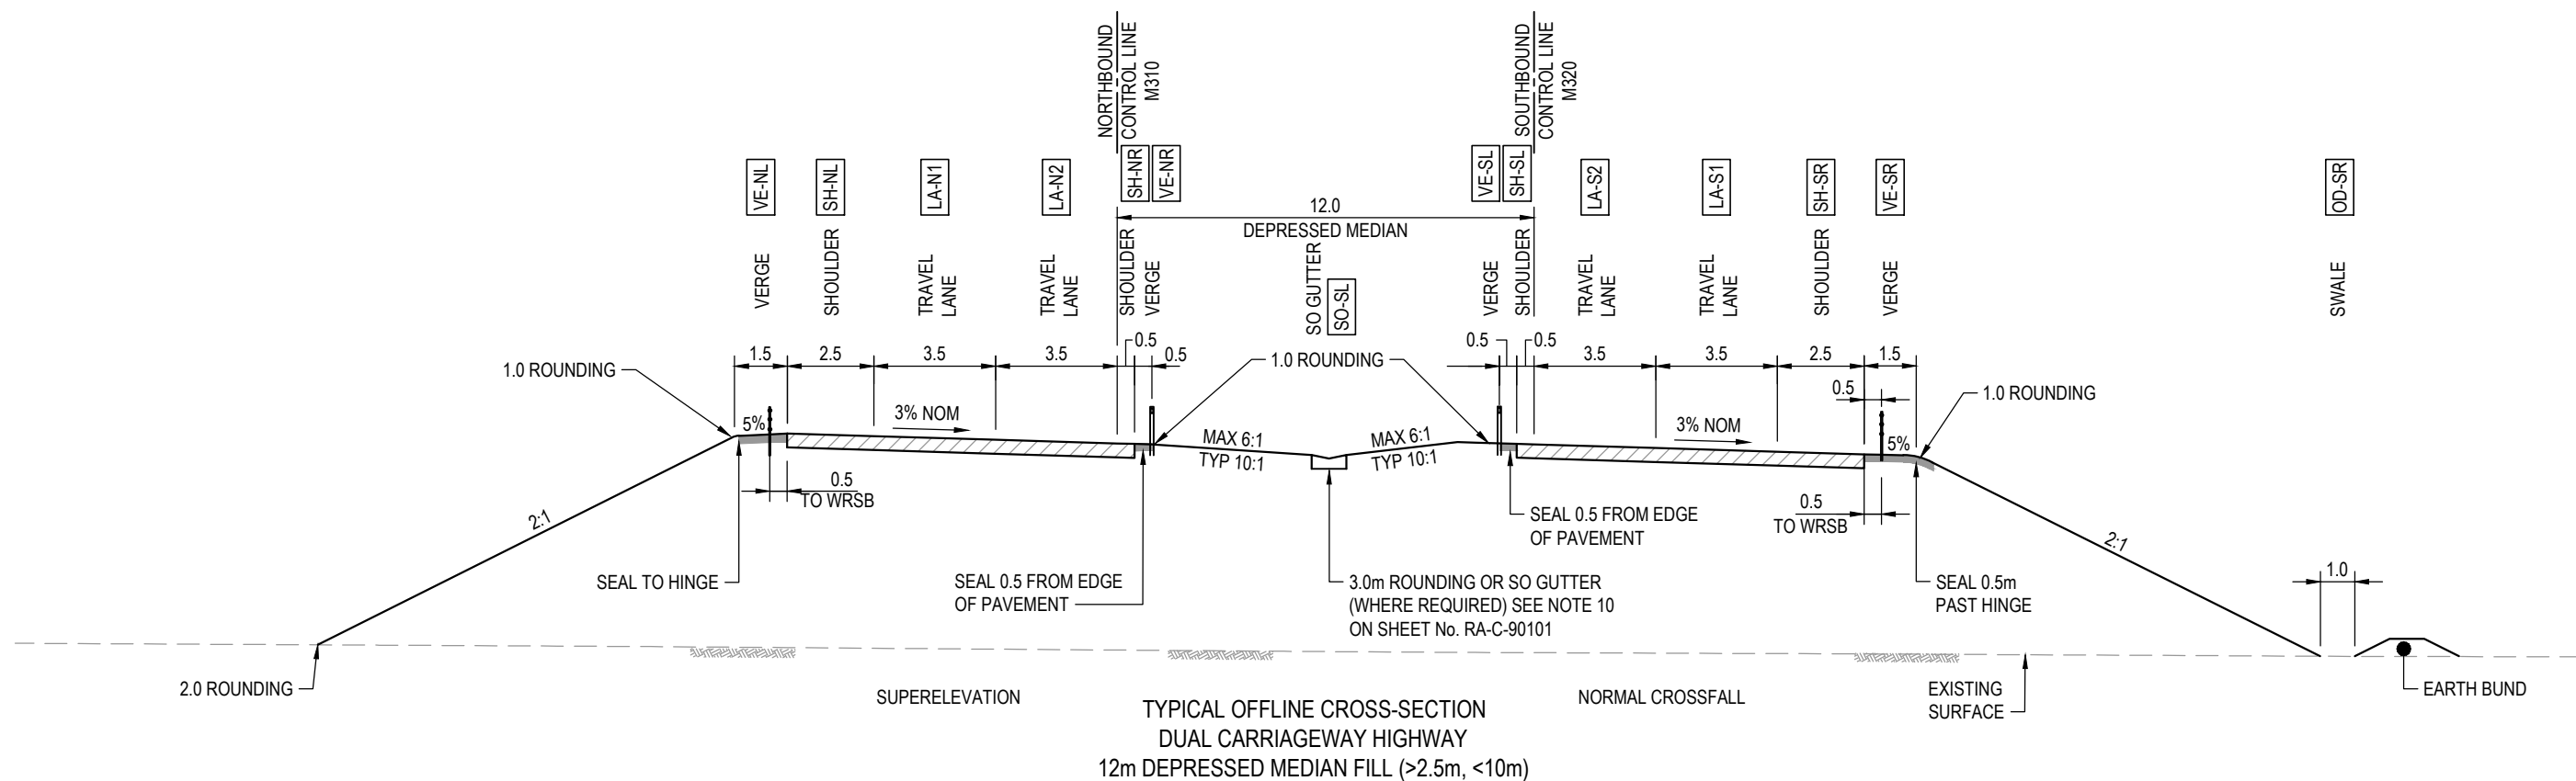 NORTHBOUND
CONTROL LINE
M310
SOUTHBOUND
CONTROL LINE
M320
VE-NL
SH-NL
LA-N1
LA-N2
SH-NR
VE-NR
VE-SL
SH-SL
LA-S2
LA-S1
SH-SR
VE-SR
OD-SR
12.0
DEPRESSED MEDIAN
VERGE
SHOULDER
TRAVEL
LANE
TRAVEL
LANE
SHOULDER
VERGE
SO GUTTER
SO-SL
VERGE
SHOULDER
TRAVEL
LANE
TRAVEL
LANE
SHOULDER
VERGE
SWALE
1.5
2.5
3.5
3.5
0.5
0.5
0.5
0.5
3.5
3.5
2.5
1.5
1.0 ROUNDING
1.0 ROUNDING
0.5
1.0 ROUNDING
5%
3% NOM
MAX 6:1
TYP 10:1
MAX 6:1
TYP 10:1
3% NOM
5%
0.5
TO WRSB
0.5
TO WRSB
2:1
2:1
SEAL 0.5 FROM EDGE
OF PAVEMENT
SEAL TO HINGE
SEAL 0.5 FROM EDGE
OF PAVEMENT
3.0m ROUNDING OR SO GUTTER
(WHERE REQUIRED) SEE NOTE 10
ON SHEET No. RA-C-90101
SEAL 0.5m
PAST HINGE
1.0
2.0 ROUNDING
SUPERELEVATION
NORMAL CROSSFALL
EXISTING
SURFACE
EARTH BUND
TYPICAL OFFLINE CROSS-SECTION
DUAL CARRIAGEWAY HIGHWAY
12m DEPRESSED MEDIAN FILL (>2.5m, <10m)